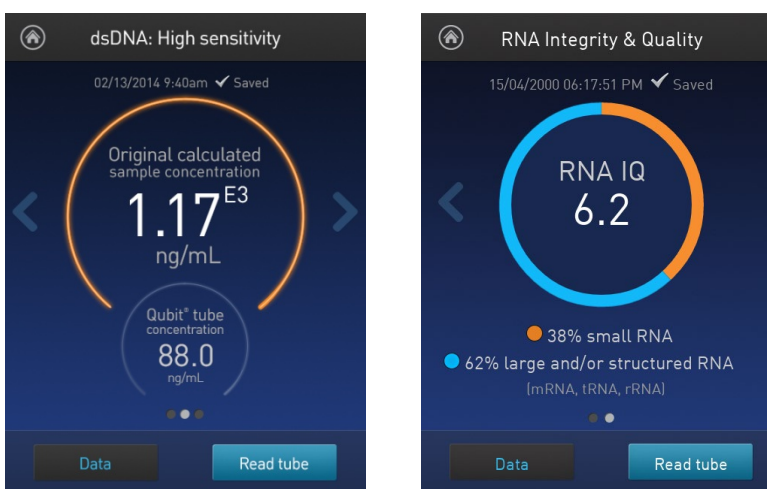 dsDNA: High sensitivity
02/13/2014 9:40am Saved
Original calculated
sample concentration
1.17E3
ng/mL
Qubit® tube
concentration
88.0
ng/mL
Data
Read tube
RNA Integrity & Quality
15/04/2000 06:17:51 PM Saved
RNA IQ
6.2
38% small RNA
62% large and/or structured RNA
(mRNA, tRNA, rRNA)
Data
Read tube